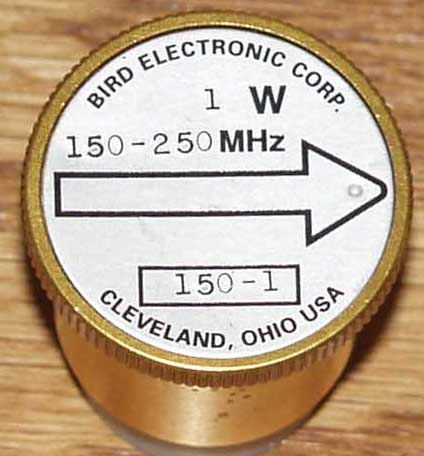 BIRD ELECTRONIC CORP.
1 W
150-250 MHz
150-1
CLEVELAND, OHIO USA